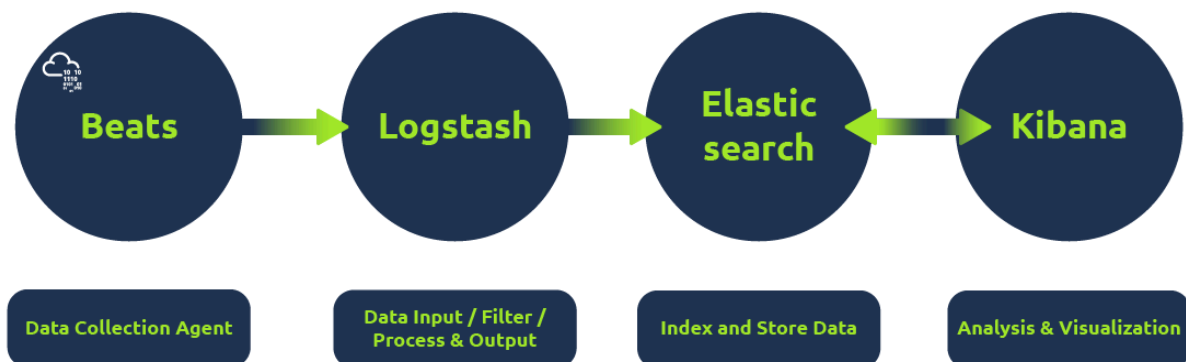 Beats
Logstash
Elastic
search
Kibana
Data Collection Agent
Data Input / Filter /
Process & Output
Index and Store Data
Analysis & Visualization